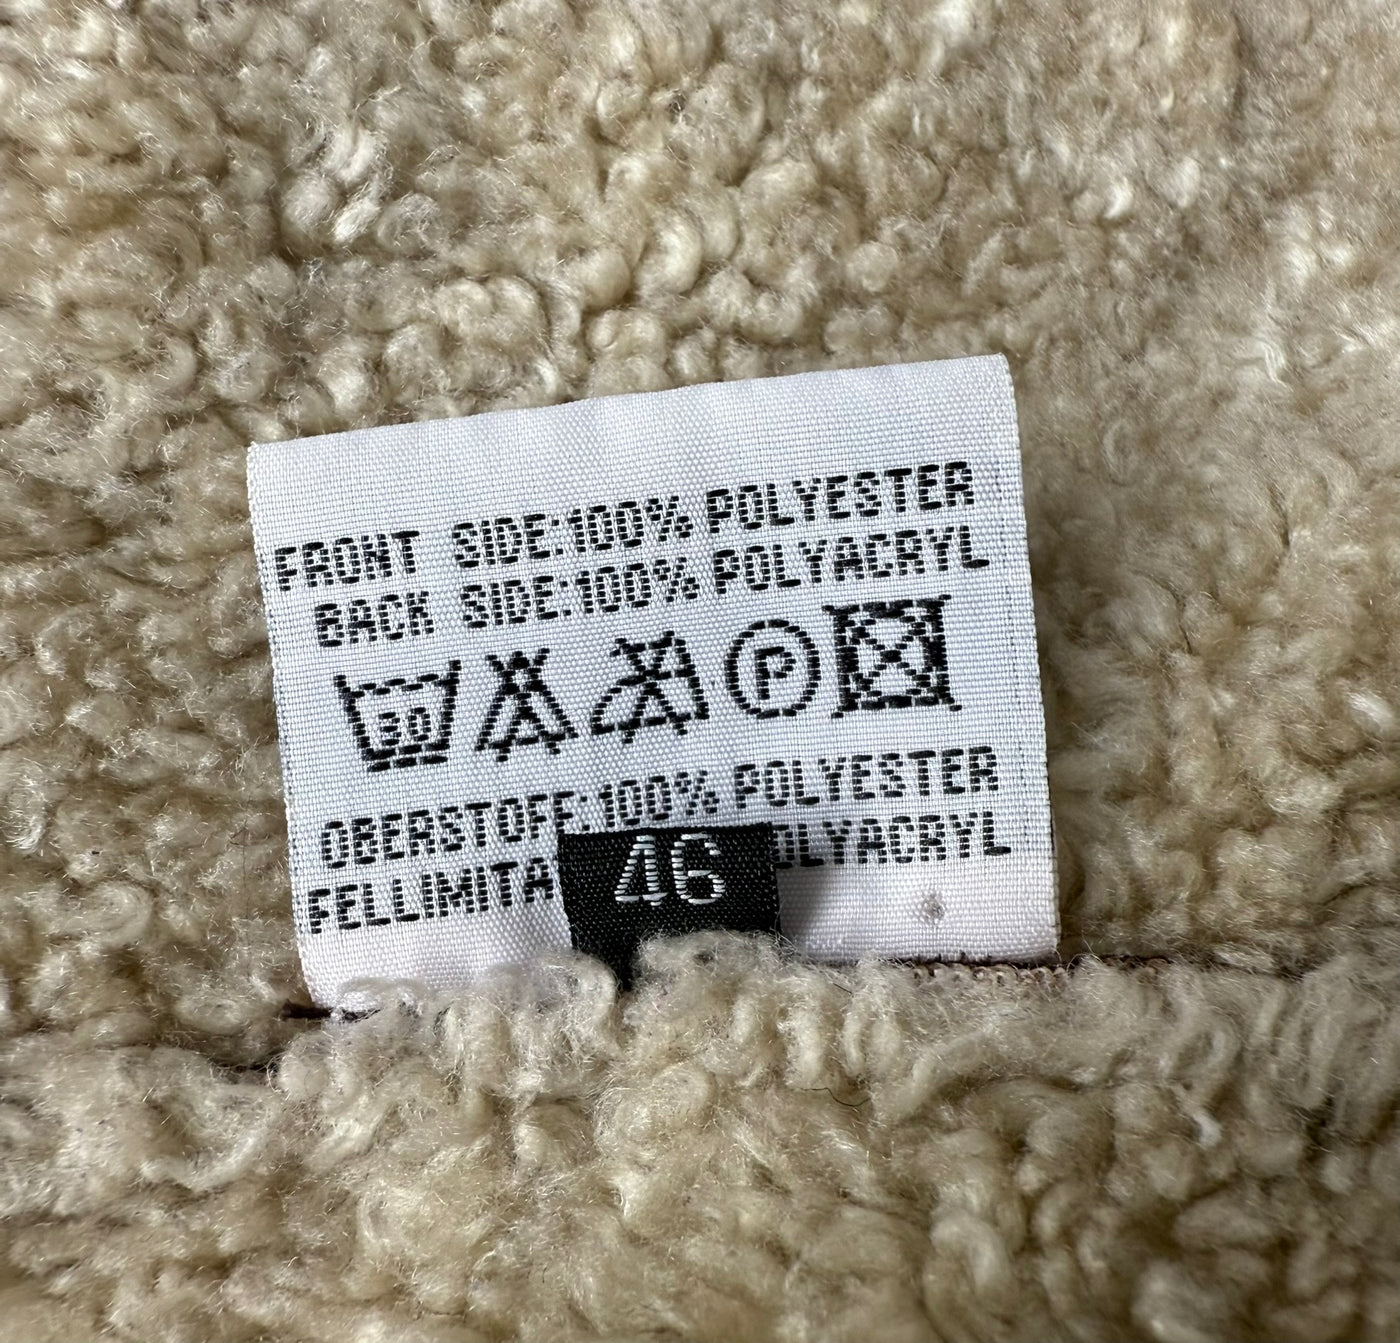 FRONT SIDE:100% POLYESTER
BACK SIDE:100% POLYACRYL
30 P
OBERSTOFF:100% POLYESTER
FELLIMITA OLYACRYL
46